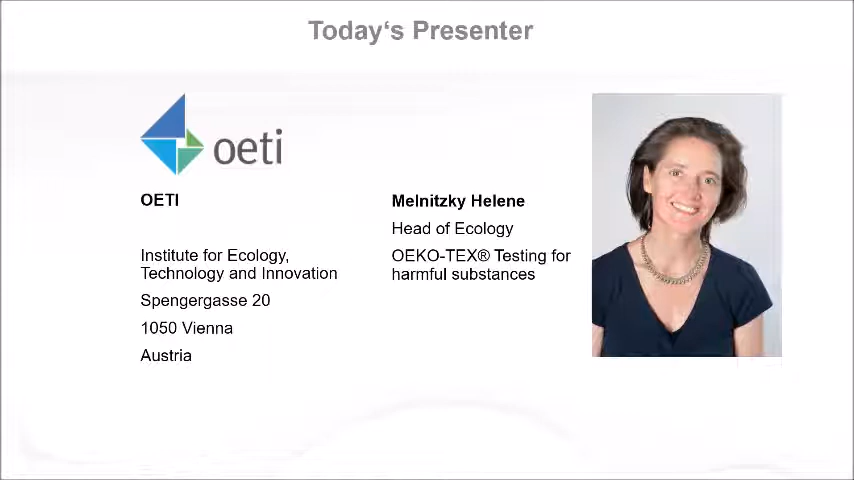 Today‘s Presenter
oeti
OETI
Institute for Ecology,
Technology and Innovation
Spengergasse 20
1050 Vienna
Austria
Melnitzky Helene
Head of Ecology
OEKO-TEX® Testing for
harmful substances